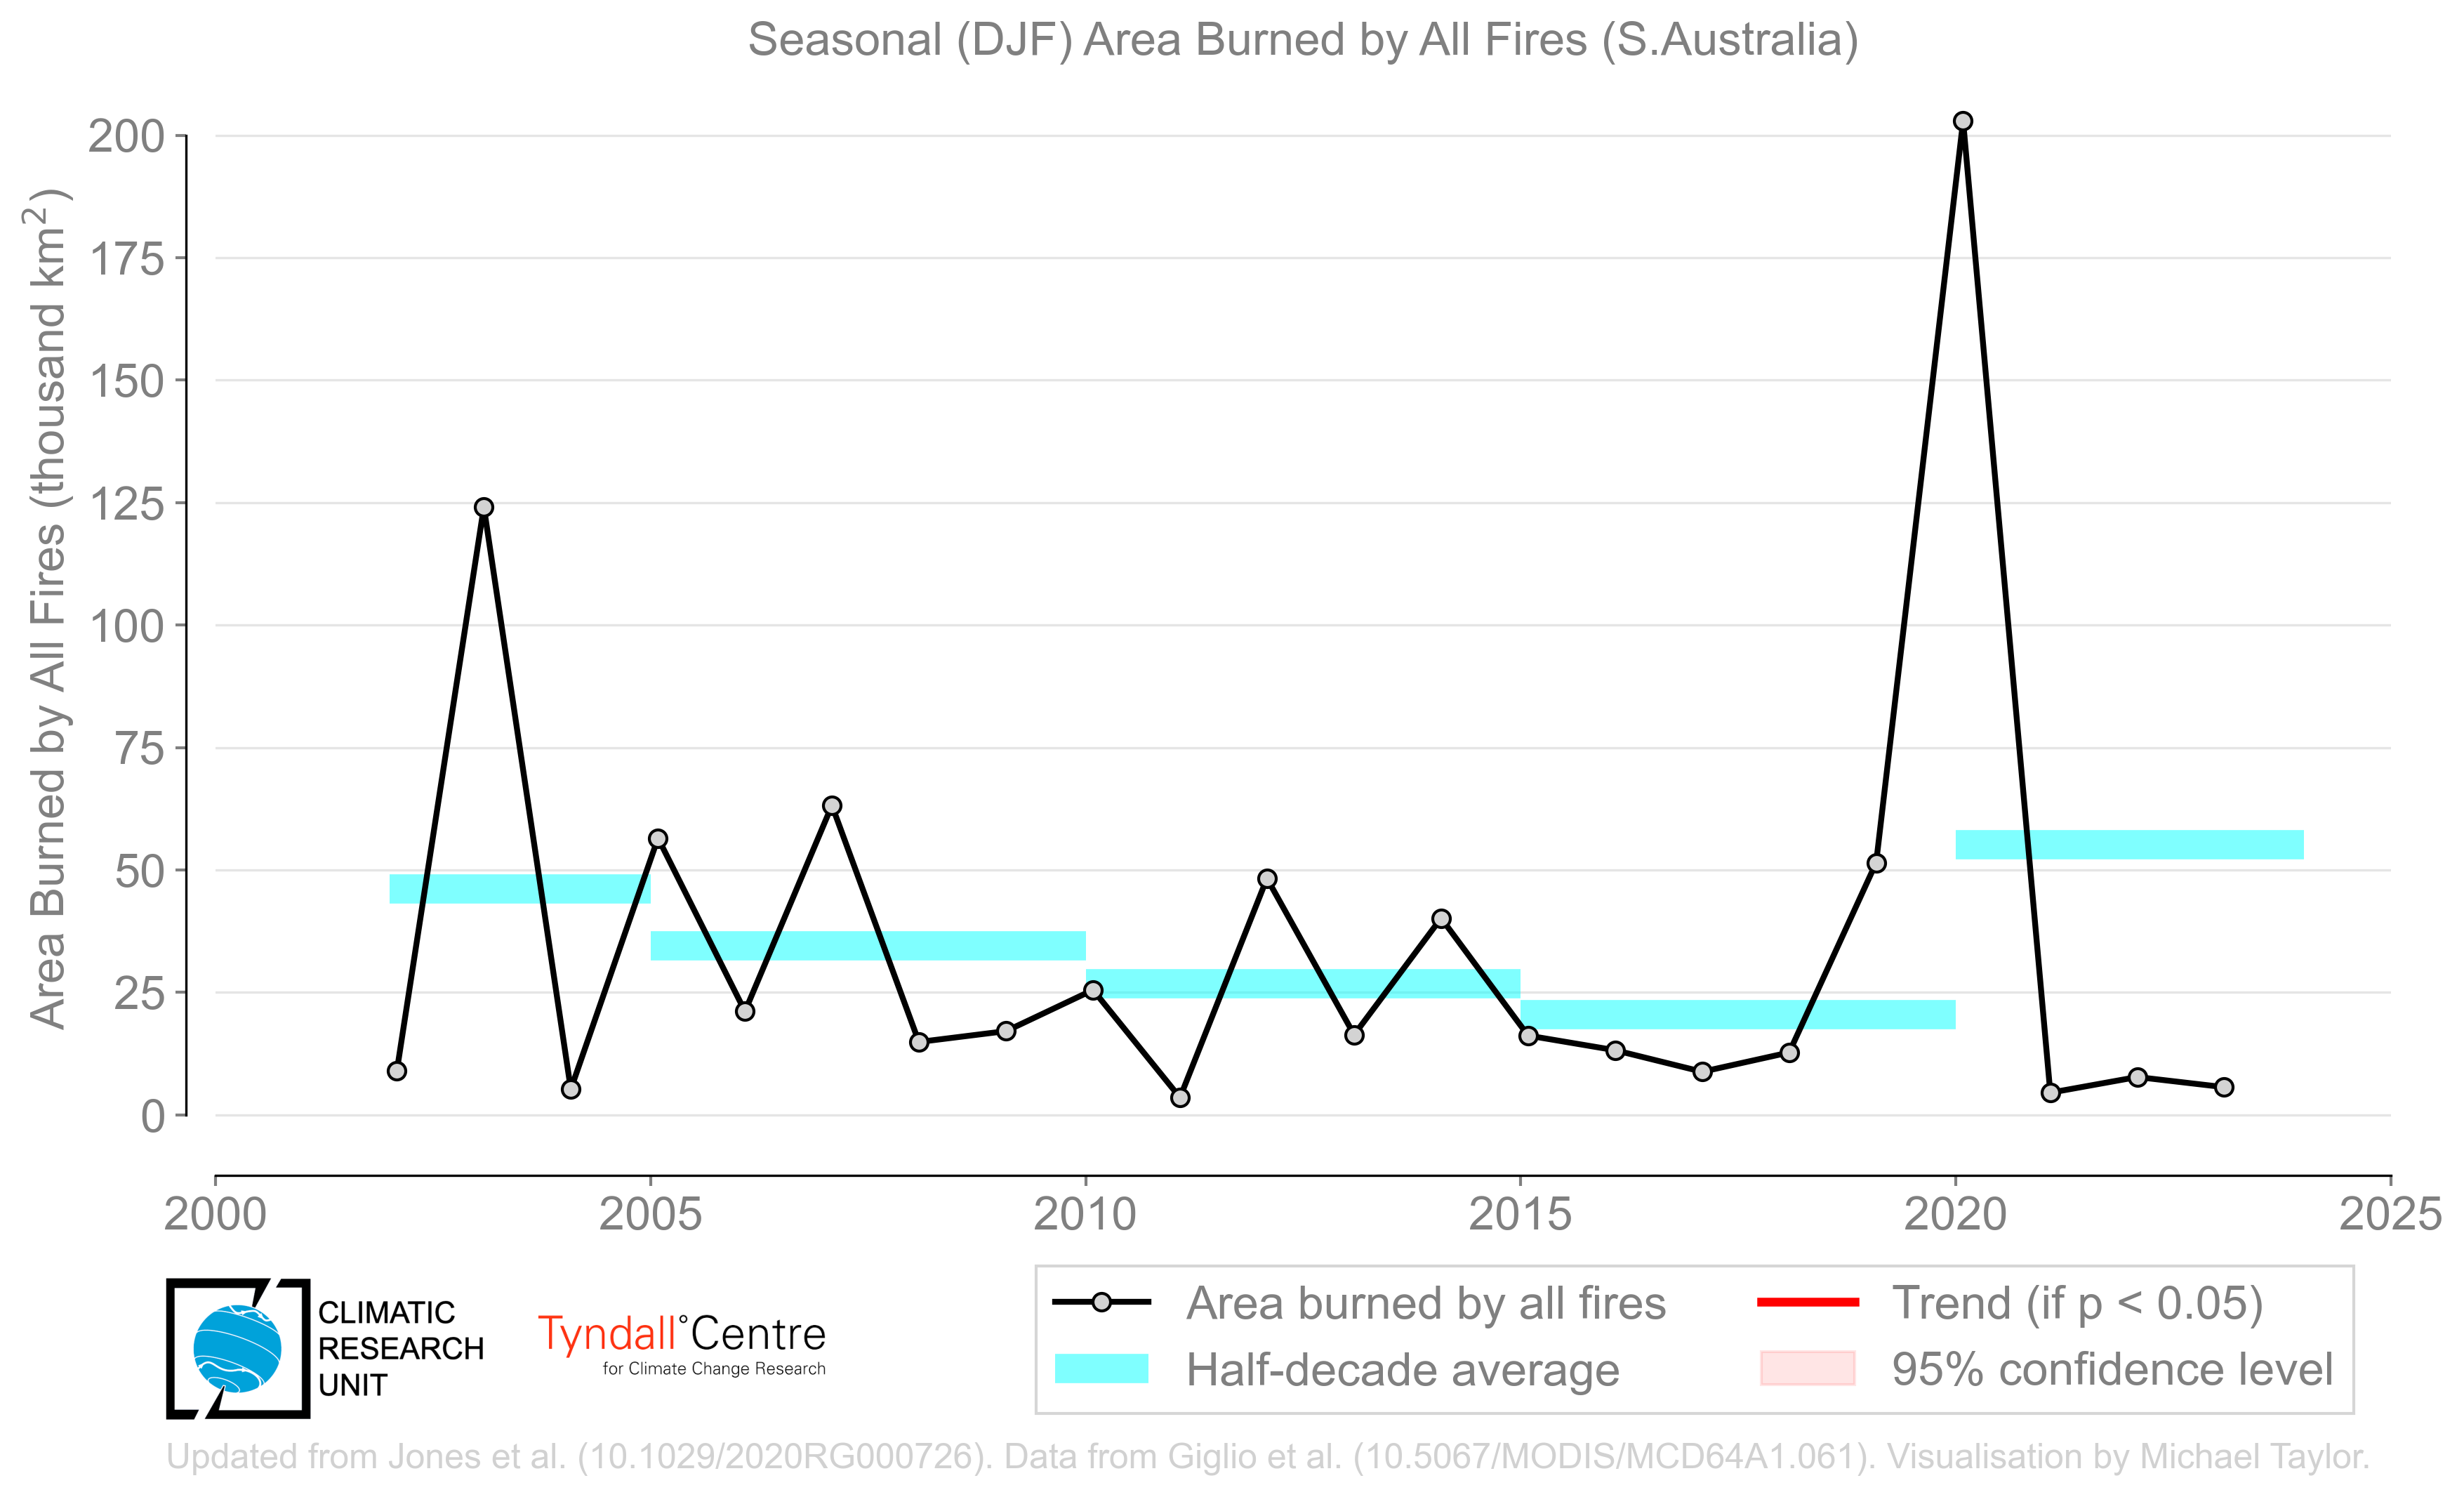 Seasonal (DJF) Area Burned by All Fires (S.Australia)
Area Burned by All Fires (thousand km²)
200
175
150
125
100
75
50
25
0
2000 2005 2010 2015 2020 2025
CLIMATIC
RESEARCH
UNIT
Tyndall°Centre
for Climate Change Research
Area burned by all fires
Half-decade average
Trend (if p < 0.05)
95% confidence level
Updated from Jones et al. (10.1029/2020RG000726). Data from Giglio et al. (10.5067/MODIS/MCD64A1.061). Visualisation by Michael Taylor.